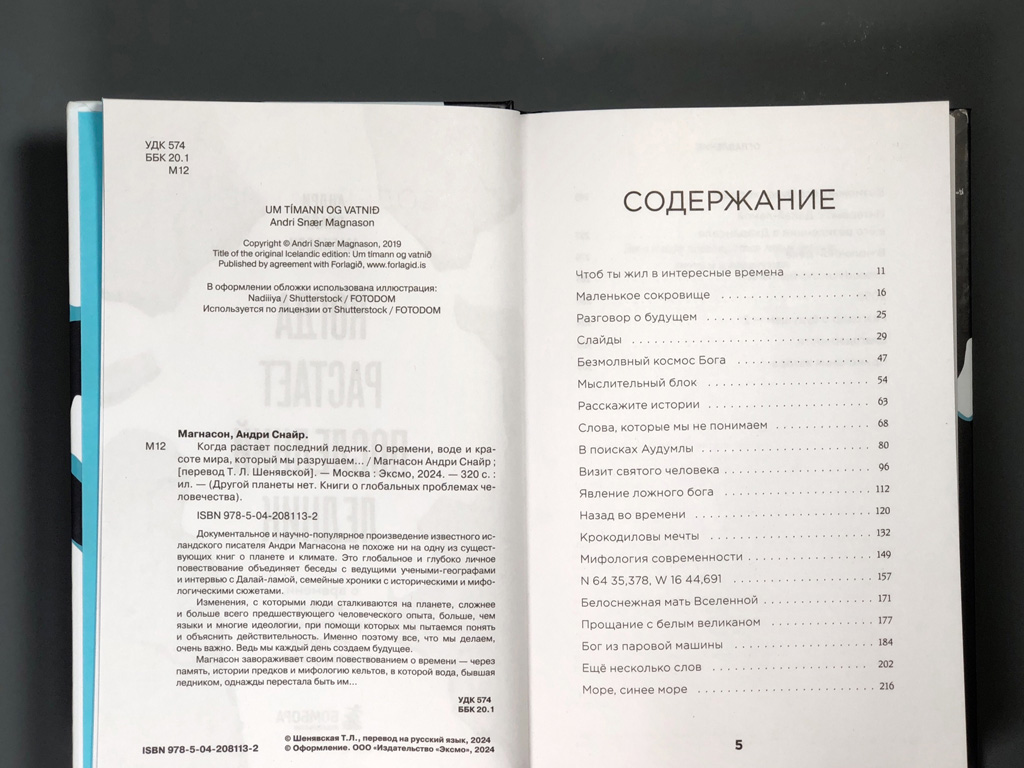 УДК 574
ББК 20.1
М12
UM TÍMANN OG VATNIÐ
Andri Snær Magnason
Copyright © Andri Snær Magnason, 2019
Title of the original Icelandic edition: Um tímann og vatnið
Published by agreement with Forlagið, www.forlagid.is
В оформлении обложки использована иллюстрация:
Nadiiiya / Shutterstock / FOTODOM
Используется по лицензии от Shutterstock / FOTODOM
Магнасон, Андри Снайр.
М12 Когда растает последний ледник. О времени, воде и кра-
соте мира, который мы разрушаем... / Магнасон Андри Снайр ;
[перевод Т. Л. Шенявской]. — Москва : Эксмо, 2024. — 320 с. :
ил. — (Другой планеты нет. Книги о глобальных проблемах че-
ловечества).
ISBN 978-5-04-208113-2
Документальное и научно-популярное произведение известного ис-
ландского писателя Андри Магнасона не похоже ни на одну из сущест-
вующих книг о планете и климате. Это глобальное и глубоко личное
повествование объединяет беседы с ведущими учеными-географами
и интервью с Далай-ламой, семейные хроники с историческими и мифо-
логическими сюжетами.
Изменения, с которыми люди сталкиваются на планете, сложнее
и больше всего предшествующего человеческого опыта, больше, чем
языки и многие идеологии, при помощи которых мы пытаемся понять
и объяснить действительность. Именно поэтому все, что мы делаем,
очень важно. Ведь мы каждый день создаем будущее.
Магнасон завораживает своим повествованием о времени — через
память, истории предков и мифологию кельтов, в которой вода, бывшая
ледником, однажды перестала быть им...
УДК 574
ББК 20.1
© Шенявская Т.Л., перевод на русский язык, 2024
ISBN 978-5-04-208113-2 © Оформление. ООО «Издательство «Эксмо», 2024
СОДЕРЖАНИЕ
Чтоб ты жил в интересные времена . . . . . . . . . . 11
Маленькое сокровище . . . . . . . . . . . . . . . . . . . 16
Разговор о будущем . . . . . . . . . . . . . . . . . . . . 25
Слайды . . . . . . . . . . . . . . . . . . . . . . . . . . . . 29
Безмолвный космос Бога . . . . . . . . . . . . . . . . . 47
Мыслительный блок . . . . . . . . . . . . . . . . . . . . 54
Расскажите истории . . . . . . . . . . . . . . . . . . . . 63
Слова, которые мы не понимаем . . . . . . . . . . . . 68
В поисках Аудумлы . . . . . . . . . . . . . . . . . . . . . 80
Визит святого человека . . . . . . . . . . . . . . . . . . 96
Явление ложного бога . . . . . . . . . . . . . . . . . . 112
Назад во времени . . . . . . . . . . . . . . . . . . . . . 120
Крокодиловы мечты . . . . . . . . . . . . . . . . . . . 132
Мифология современности . . . . . . . . . . . . . . . 149
N 64 35,378, W 16 44,691 . . . . . . . . . . . . . . . . 157
Белоснежная мать Вселенной . . . . . . . . . . . . . 171
Прощание с белым великаном . . . . . . . . . . . . . 177
Бог из паровой машины . . . . . . . . . . . . . . . . . 184
Ещё несколько слов . . . . . . . . . . . . . . . . . . . . 202
Море, синее море . . . . . . . . . . . . . . . . . . . . . 216
5